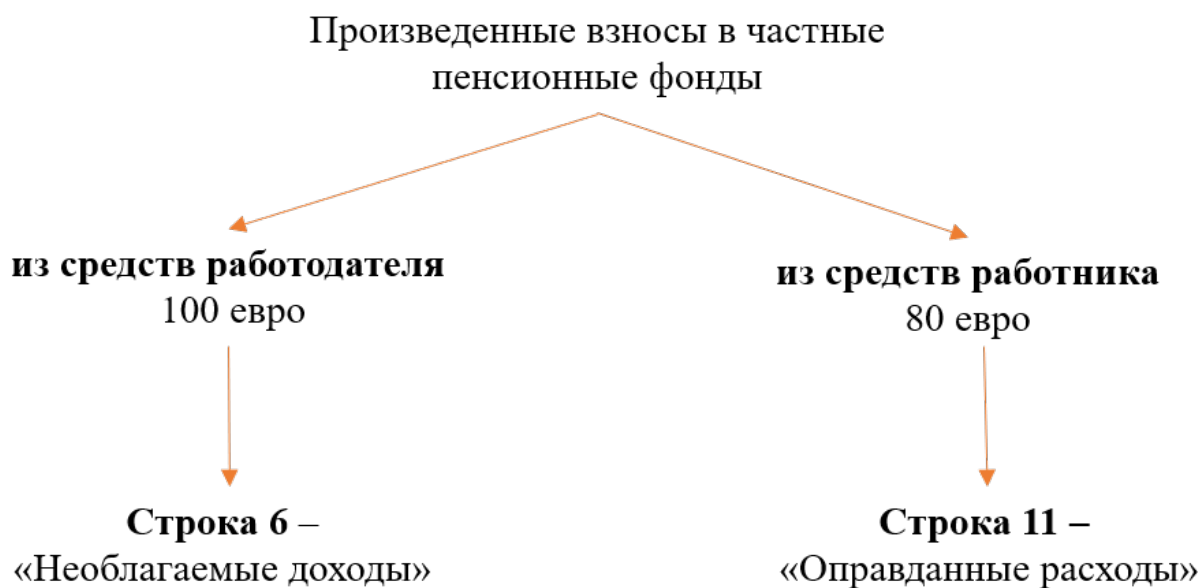 Произведенные взносы в частные
пенсионные фонды
из средств работодателя
100 евро
из средств работника
80 евро
Строка 6 –
«Необлагаемые доходы»
Строка 11 –
«Оправданные расходы»